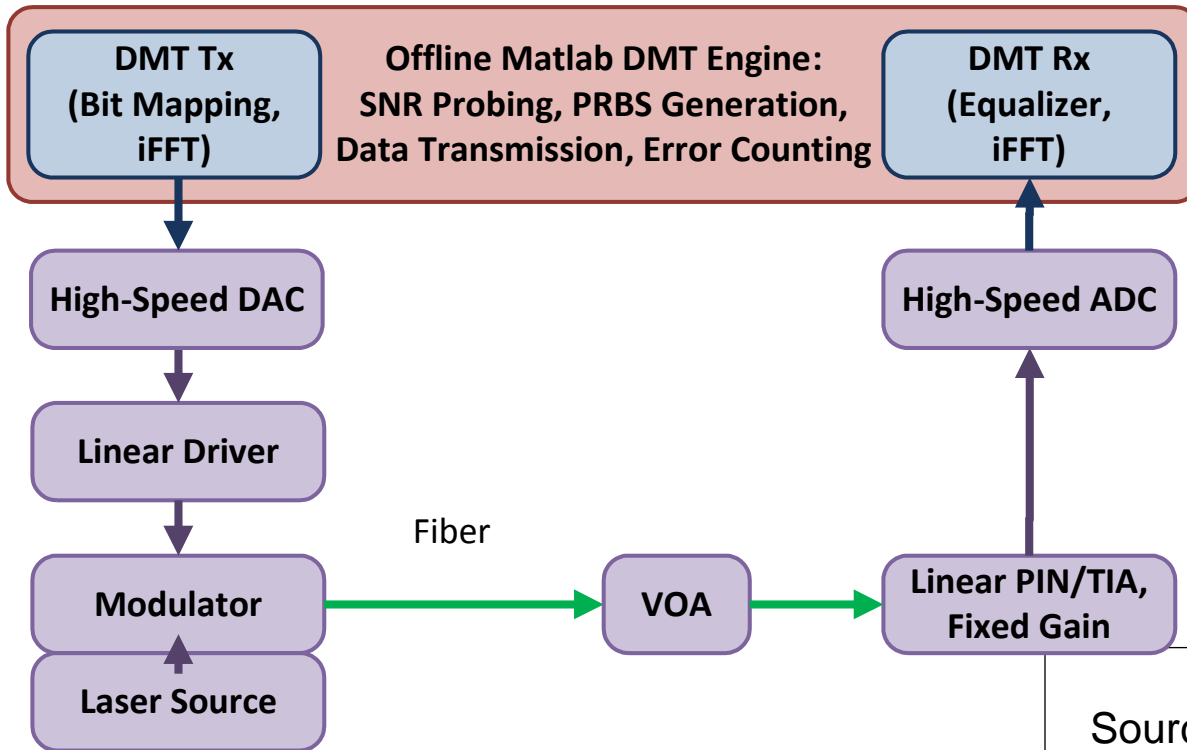 DMT Tx
(Bit Mapping,
iFFT)
Offline Matlab DMT Engine:
SNR Probing, PRBS Generation,
Data Transmission, Error Counting
DMT Rx
(Equalizer,
iFFT)
High-Speed DAC
High-Speed ADC
Linear Driver
Fiber
Modulator
VOA
Linear PIN/TIA,
Fixed Gain
Laser Source